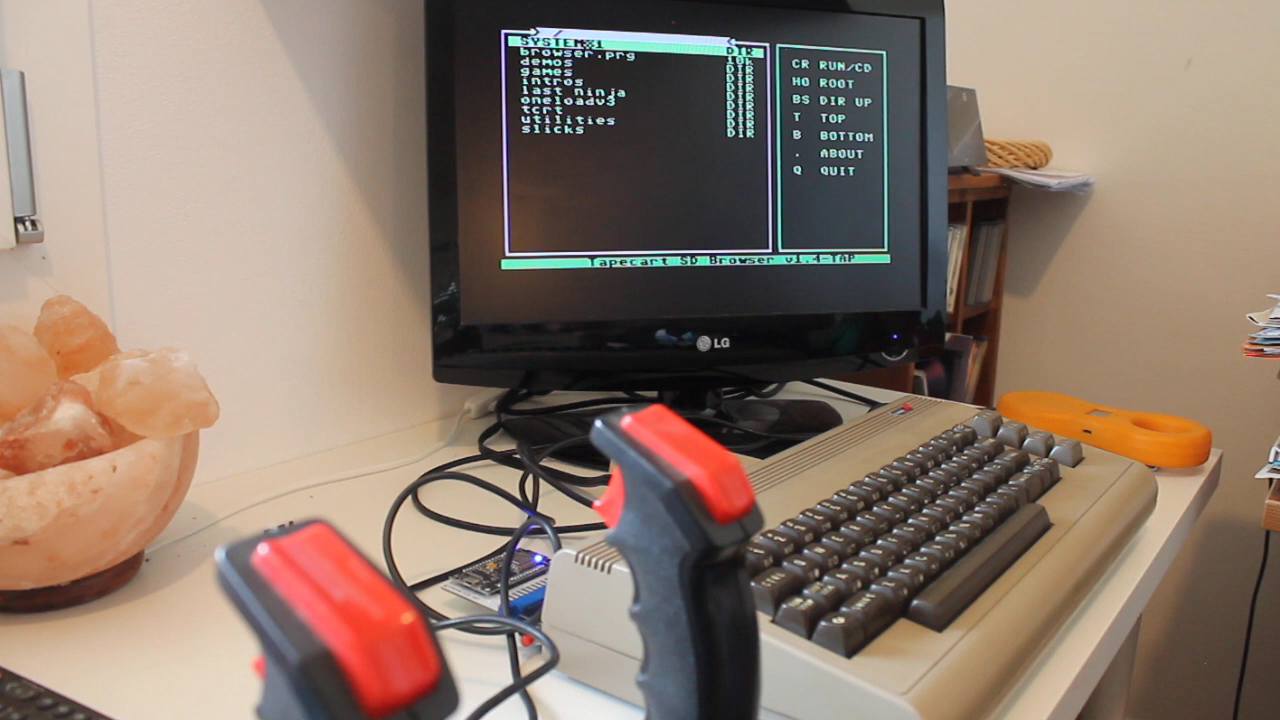 SYSTEM 1 DIR
browser.prg 10k
demos DIR
games DIR
intros DIR
last ninja DIR
oneloadv3 DIR
tcrt DIR
utilities DIR
slicks DIR
CR RUN/CD
HO ROOT
BS DIR UP
T TOP
B BOTTOM
. ABOUT
Q QUIT
Tapecart SD Browser v1.4-TAP
LG